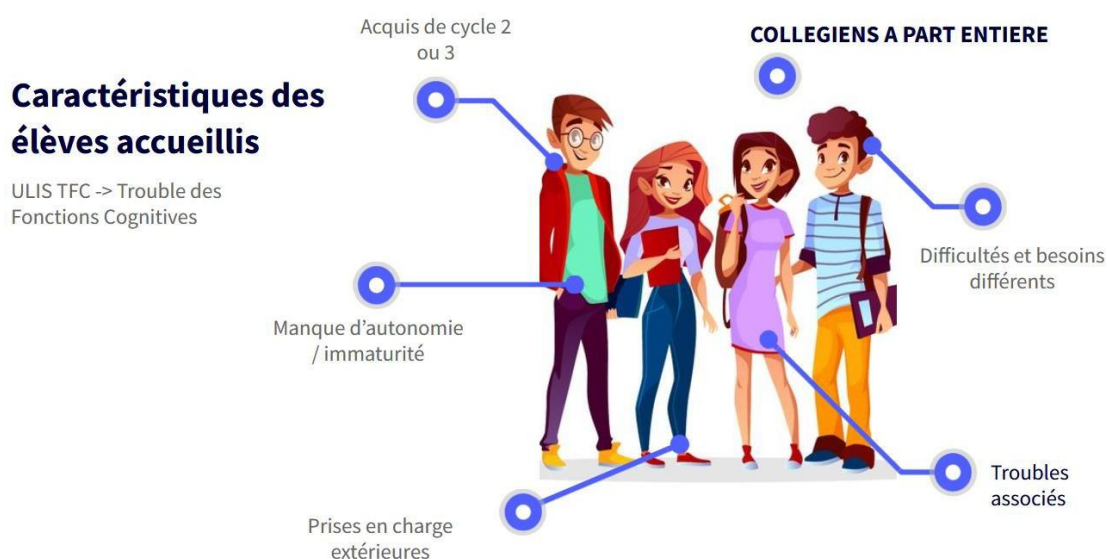 Caractéristiques des
élèves accueillis
ULIS TFC -> Trouble des
Fonctions Cognitives
Acquis de cycle 2
ou 3
COLLEGIENS A PART ENTIERE
Difficultés et besoins
différents
Manque d'autonomie
/ immaturité
Troubles
associés
Prises en charge
extérieures